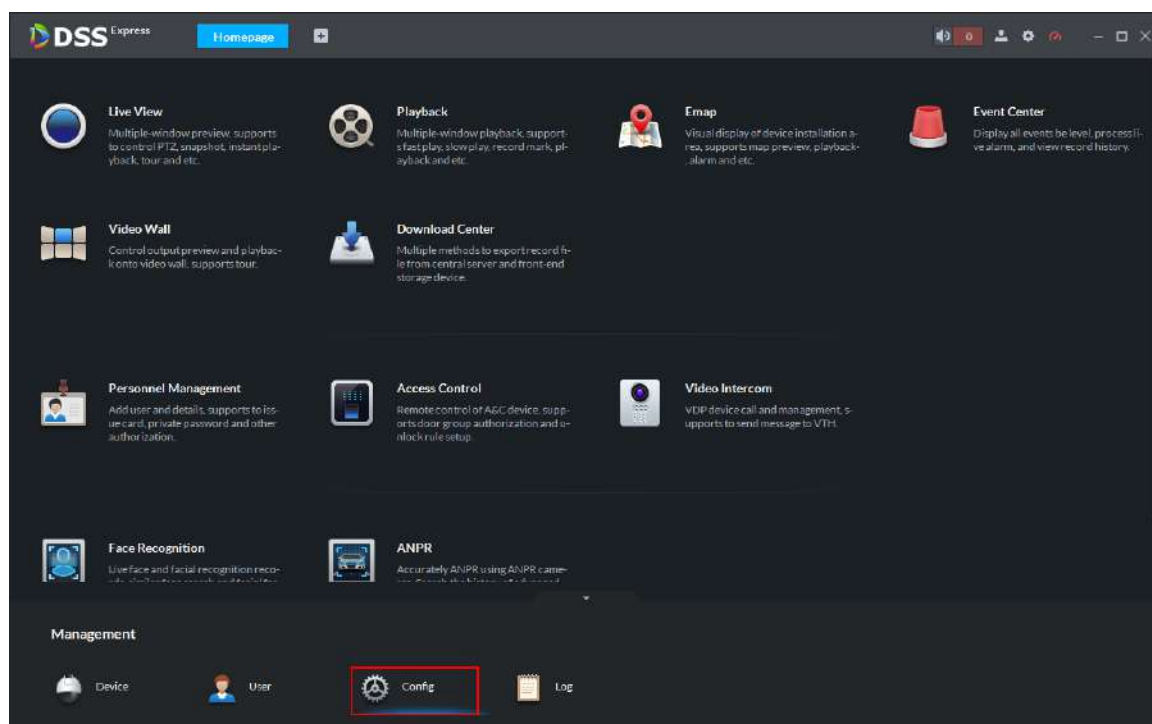 DSS Express
Homepage
0
Live View
Multiple-window preview, supports
to control PTZ, snapshot, instant pla-
yback, tour and etc.
Playback
Multiple-window playback, support-
s fast play, slow play, record mark, pl-
ayback and etc.
Emap
Visual display of device installation a-
rea, supports map preview, playback-
, alarm and etc.
Event Center
Display all events be level, process li-
ve alarm, and view record history.
Video Wall
Control output preview and playbac-
k onto video wall, supports tour.
Download Center
Multiple methods to export record fi-
le from central server and front-end
storage device.
Personnel Management
Add user and details, supports to iss-
ue card, private password and other
authorization.
Access Control
Remote control of A&C device, supp-
orts door group authorization and u-
nlock rule setup.
Video Intercom
VDP device call and management, s-
upports to send message to VTH.
Face Recognition
Live face and facial recognition reco-
ANPR
Accurately ANPR using ANPR came-
Management
Device
User
Config
Log